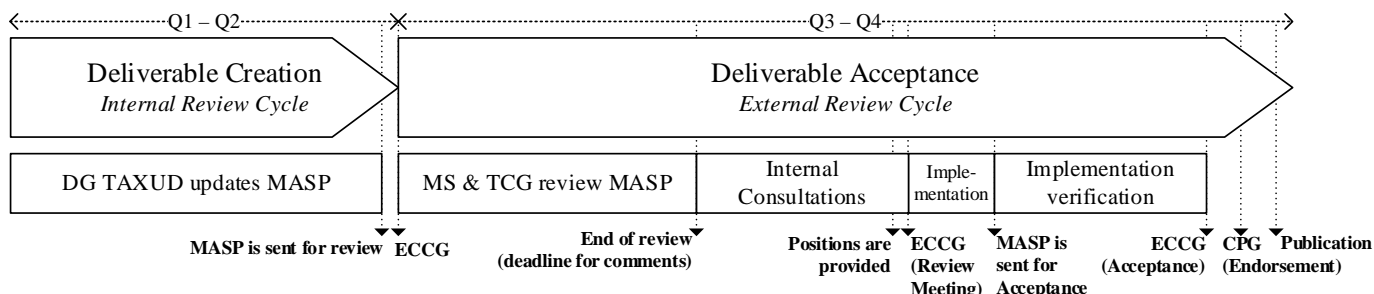 Q1 – Q2
Q3 – Q4
Deliverable Creation
Internal Review Cycle
Deliverable Acceptance
External Review Cycle
DG TAXUD updates MASP
MS & TCG review MASP
Internal
Consultations
Imple-
mentation
Implementation
verification
MASP is sent for review
ECCG
End of review
(deadline for comments)
Positions are
provided
ECCG
(Review
Meeting)
MASP is
sent for
Acceptance
ECCG
(Acceptance)
CPG
(Endorsement)
Publication